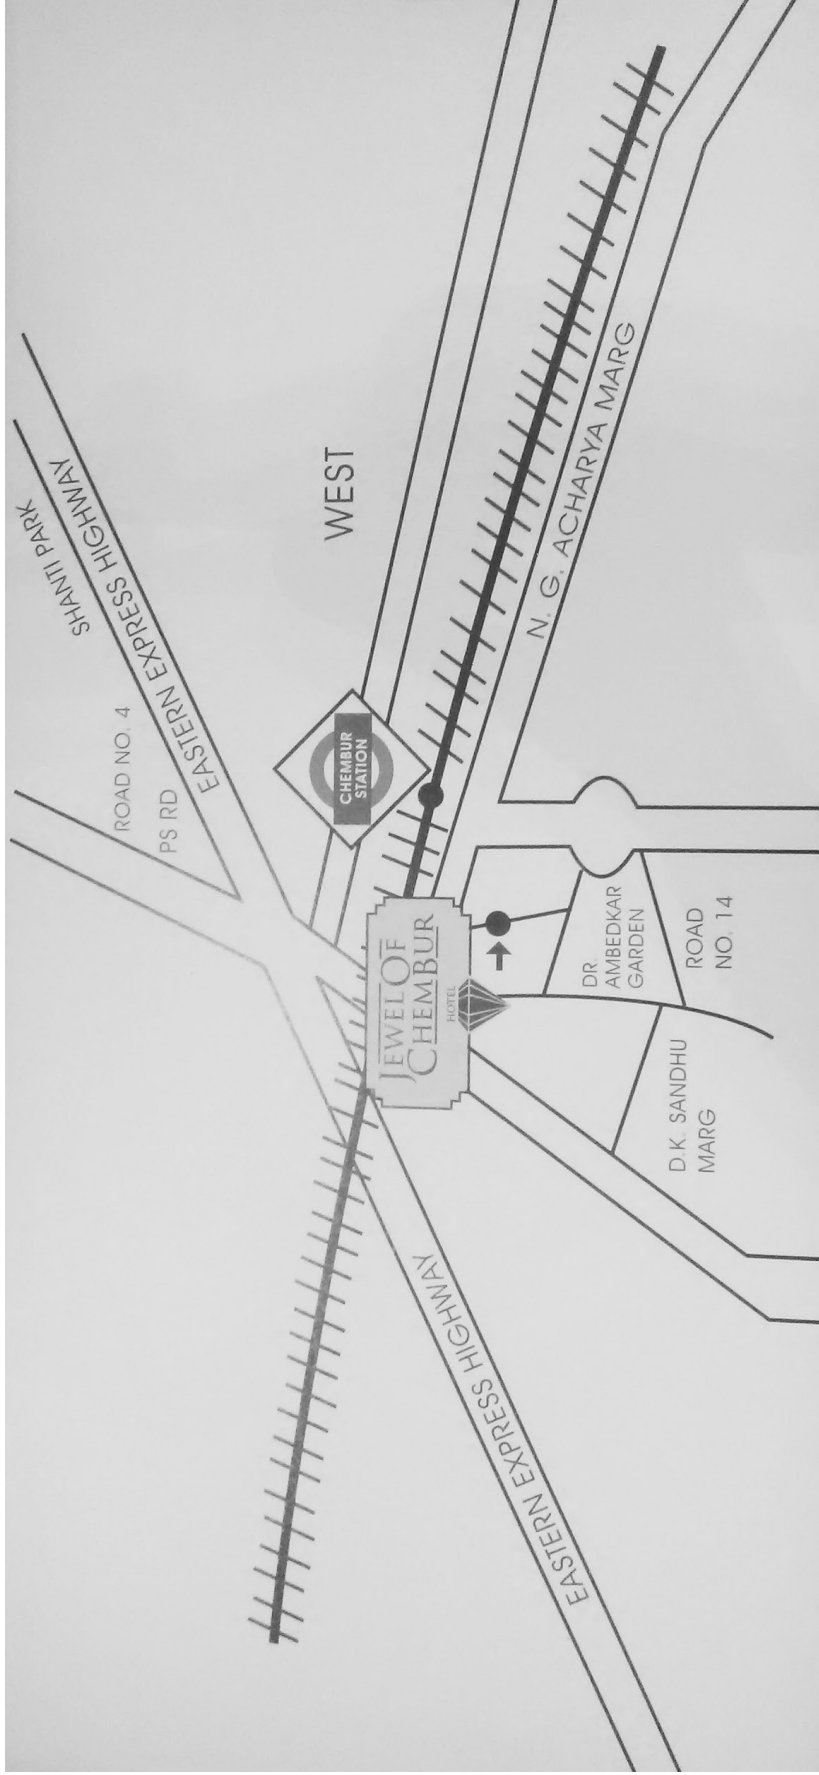 SHANTI PARK
EASTERN EXPRESS HIGHWAY
ROAD NO. 4
PS RD
WEST
CHEMBUR
STATION
N. G. ACHARYA MARG
JEWEL OF
CHEMBUR
HOTEL
DR.
AMBEDKAR
GARDEN
ROAD
NO. 14
D.K. SANDHU
MARG
EASTERN EXPRESS HIGHWAY